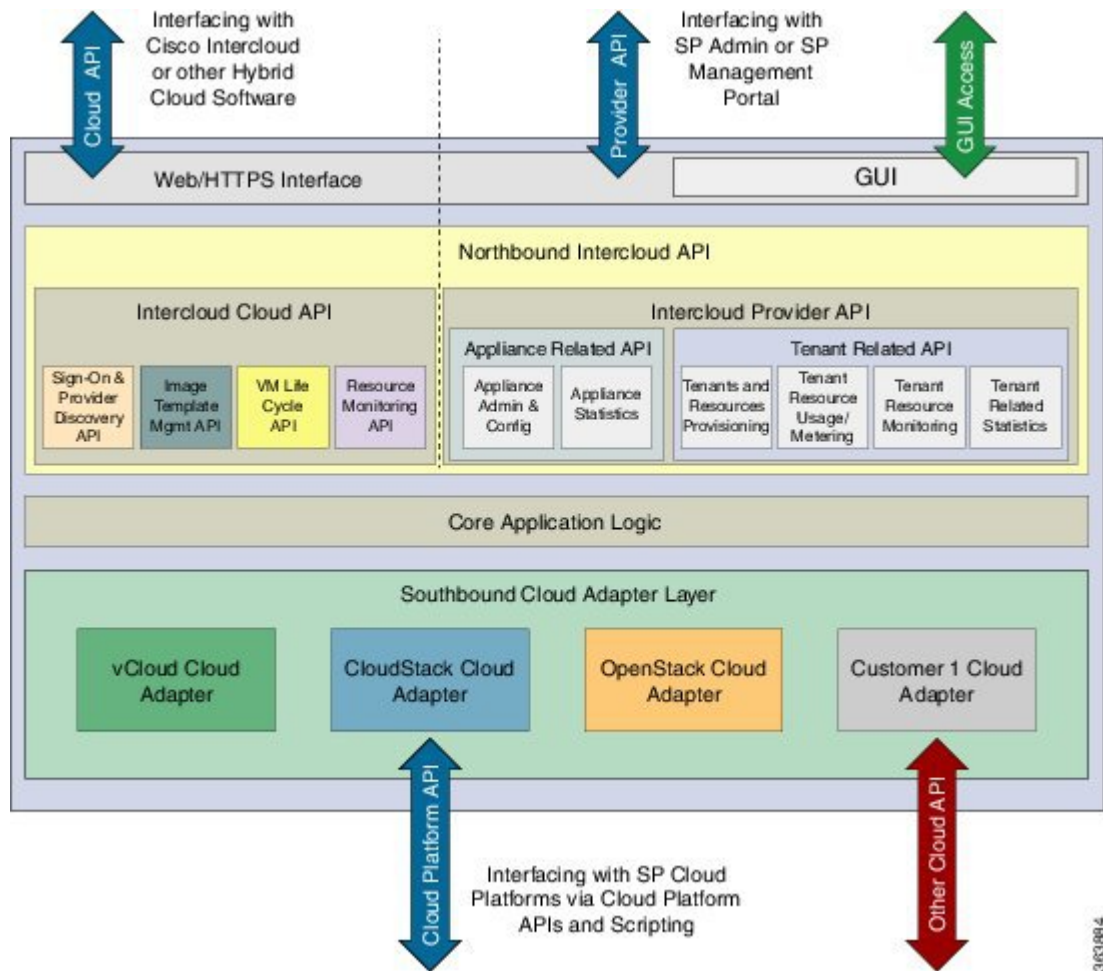 Interfacing with
Cisco Intercloud
or other Hybrid
Cloud Software
Interfacing with
SP Admin or SP
Management
Portal
Cloud API
Provider API
GUI Access
Web/HTTPS Interface
GUI
Northbound Intercloud API
Intercloud Cloud API
Intercloud Provider API
Appliance Related API
Tenant Related API
Sign-On &
Provider
Discovery
API
Image
Template
Mgmt API
VM Life
Cycle
API
Resource
Monitoring
API
Appliance
Admin &
Config
Appliance
Statistics
Tenants and
Resources
Provisioning
Tenant
Resource
Usage/
Metering
Tenant
Resource
Monitoring
Tenant
Related
Statistics
Core Application Logic
Southbound Cloud Adapter Layer
vCloud Cloud
Adapter
CloudStack Cloud
Adapter
OpenStack Cloud
Adapter
Customer 1 Cloud
Adapter
Cloud Platform API
Interfacing with SP Cloud
Platforms via Cloud Platform
APIs and Scripting
Other Cloud API
363884